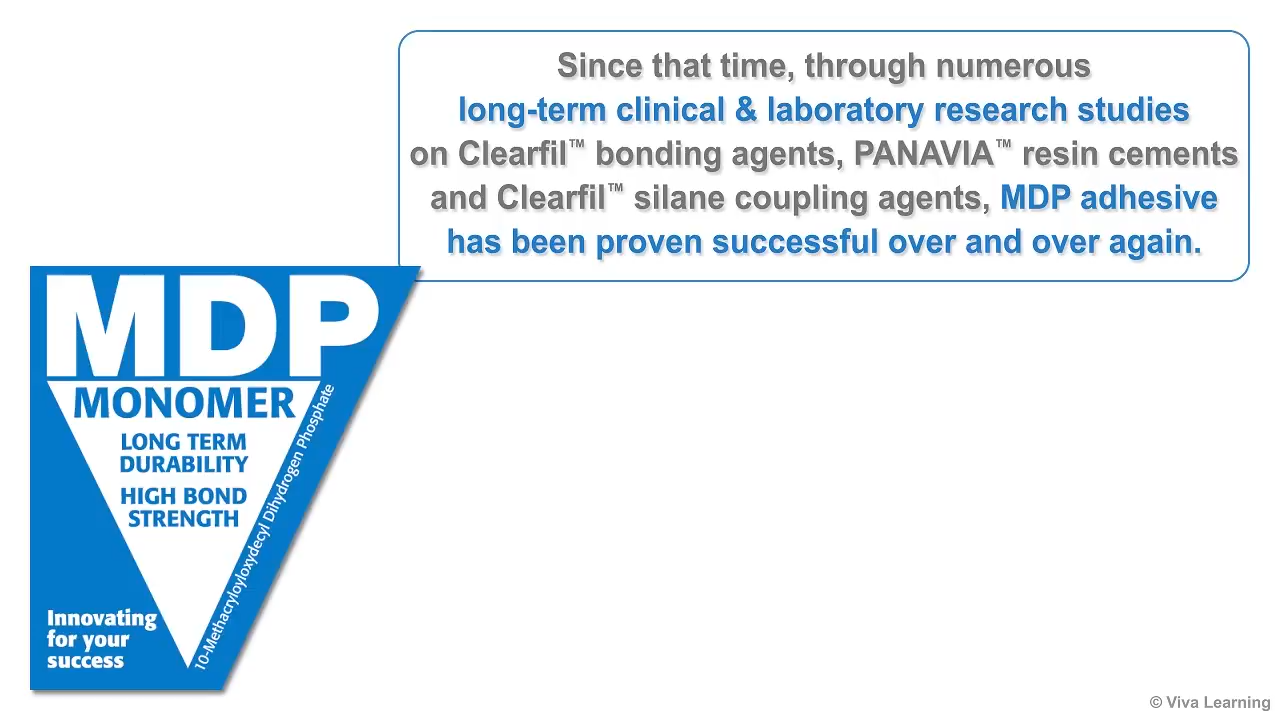 Since that time, through numerous
long-term clinical & laboratory research studies
on Clearfil™ bonding agents, PANAVIA™ resin cements
and Clearfil™ silane coupling agents, MDP adhesive
has been proven successful over and over again.
MDP
MONOMER
LONG TERM
DURABILITY
HIGH BOND
STRENGTH
10-Methacryloyloxydecyl Dihydrogen Phosphate
Innovating
for your
success
© Viva Learning